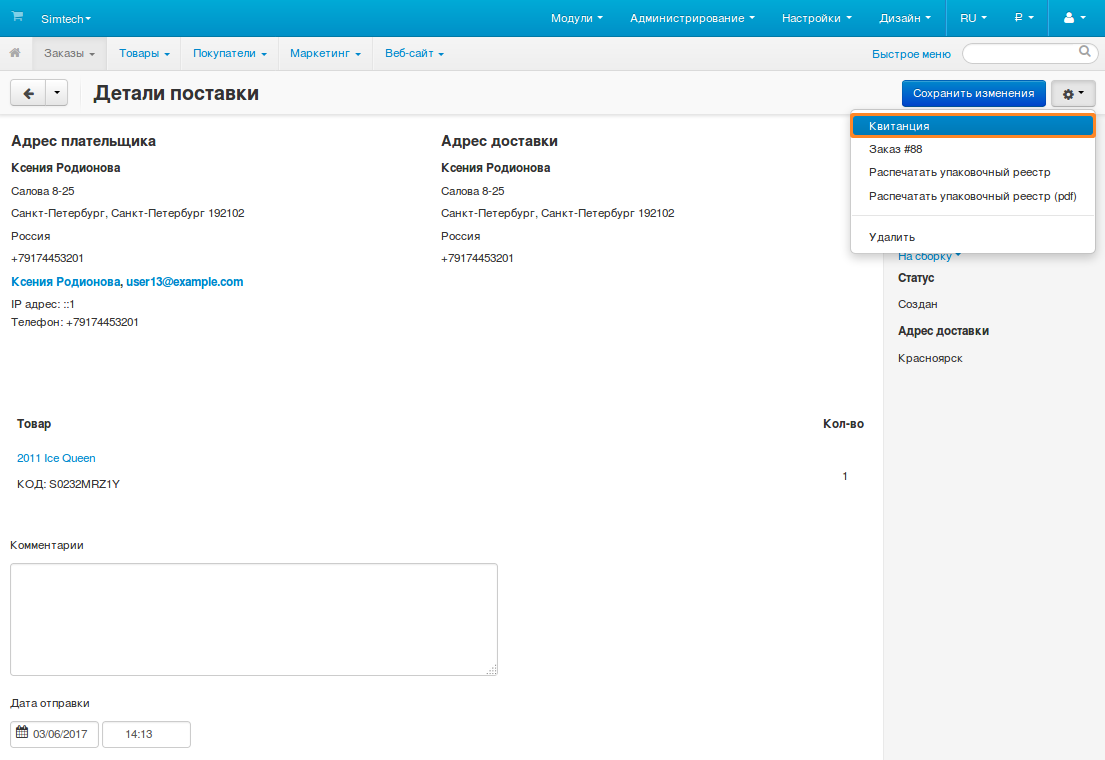 Simtech
Модули
Администрирование
Настройки
Дизайн
RU
₽
Заказы
Товары
Покупатели
Маркетинг
Веб-сайт
Быстрое меню
Детали поставки
Сохранить изменения
Квитанция
Заказ #88
Распечатать упаковочный реестр
Распечатать упаковочный реестр (pdf)
Удалить
Адрес плательщика
Ксения Родионова
Салова 8-25
Санкт-Петербург, Санкт-Петербург 192102
Россия
+79174453201
Ксения Родионова, user13@example.com
IP адрес: ::1
Телефон: +79174453201
Адрес доставки
Ксения Родионова
Салова 8-25
Санкт-Петербург, Санкт-Петербург 192102
Россия
+79174453201
На сборку
Статус
Создан
Адрес доставки
Красноярск
Товар
Кол-во
2011 Ice Queen
КОД: S0232MRZ1Y
1
Комментарии
Дата отправки
03/06/2017
14:13